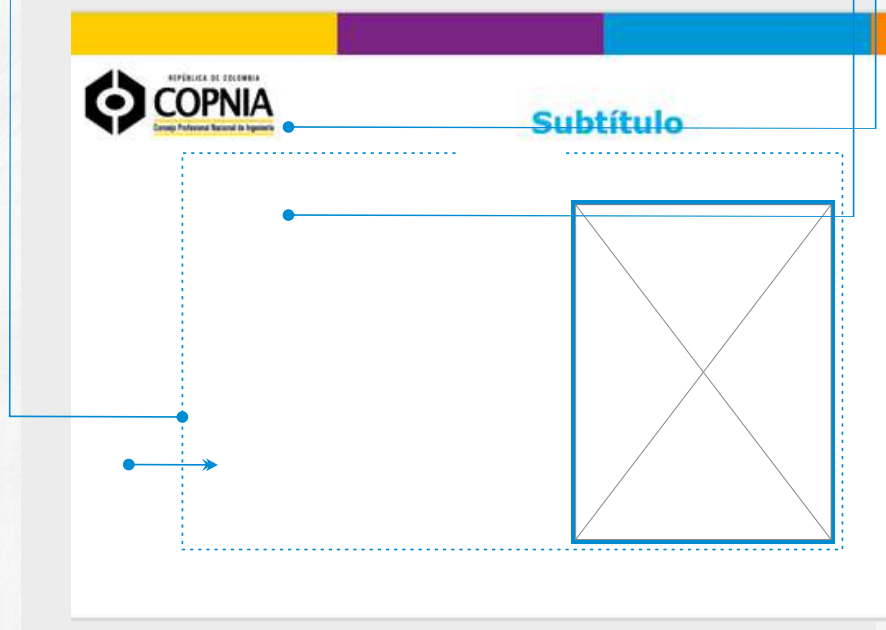 REPÚBLICA DE COLOMBIA
COPNIA
Consejo Profesional Nacional de Ingeniería
Subtítulo